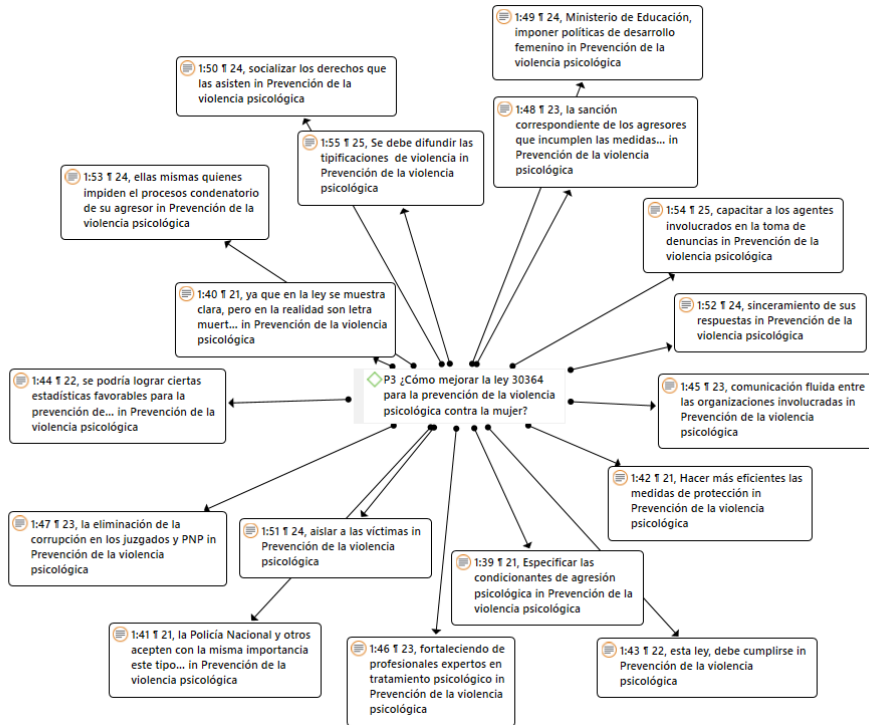 1:49 ¶ 24, Ministerio de Educación,
imponer políticas de desarrollo
femenino in Prevención de la
violencia psicológica
1:50 ¶ 24, socializar los derechos que
las asisten in Prevención de la
violencia psicológica
1:48 ¶ 23, la sanción
correspondiente de los agresores
que incumplen las medidas... in
Prevención de la violencia
psicológica
1:55 ¶ 25, Se debe difundir las
tipificaciones de violencia in
Prevención de la violencia
psicológica
1:53 ¶ 24, ellas mismas quienes
impiden el procesos condenatorio
de su agresor in Prevención de la
violencia psicológica
1:54 ¶ 25, capacitar a los agentes
involucrados en la toma de
denuncias in Prevención de la
violencia psicológica
1:40 ¶ 21, ya que en la ley se muestra
clara, pero en la realidad son letra
muert... in Prevención de la violencia
psicológica
1:52 ¶ 24, sinceramiento de sus
respuestas in Prevención de la
violencia psicológica
1:44 ¶ 22, se podría lograr ciertas
estadísticas favorables para la
prevención de... in Prevención de la
violencia psicológica
P3 ¿Cómo mejorar la ley 30364
para la prevención de la violencia
psicológica contra la mujer?
1:45 ¶ 23, comunicación fluida entre
las organizaciones involucradas in
Prevención de la violencia
psicológica
1:42 ¶ 21, Hacer más eficientes las
medidas de protección in
Prevención de la violencia
psicológica
1:47 ¶ 23, la eliminación de la
corrupción en los juzgados y PNP in
Prevención de la violencia
psicológica
1:51 ¶ 24, aislar a las víctimas in
Prevención de la violencia
psicológica
1:39 ¶ 21, Especificar las
condicionantes de agresión
psicológica in Prevención de la
violencia psicológica
1:41 ¶ 21, la Policía Nacional y otros
acepten con la misma importancia
este tipo... in Prevención de la
violencia psicológica
1:46 ¶ 23, fortaleciendo de
profesionales expertos en
tratamiento psicológico in
Prevención de la violencia
psicológica
1:43 ¶ 22, esta ley, debe cumplirse in
Prevención de la violencia
psicológica